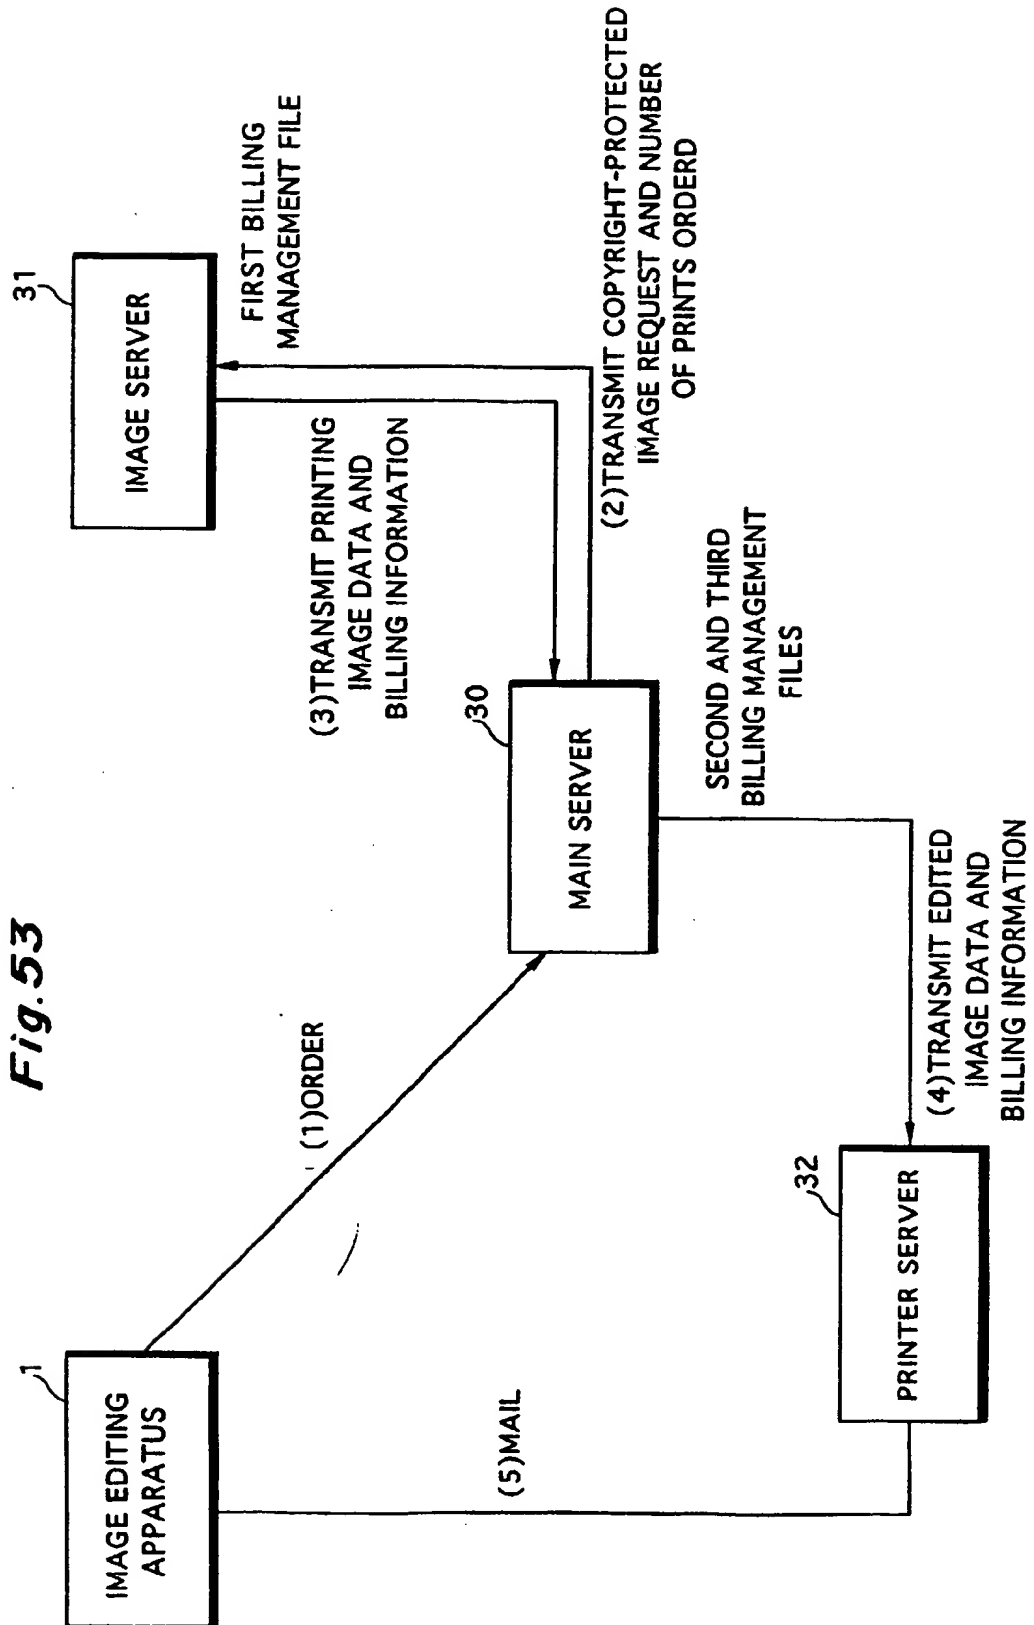 Fig.53
1
IMAGE EDITING
APPARATUS
(1)ORDER
30
MAIN SERVER
31
IMAGE SERVER
FIRST BILLING
MANAGEMENT FILE
(2)TRANSMIT COPYRIGHT-PROTECTED
IMAGE REQUEST AND NUMBER
OF PRINTS ORDERD
(3)TRANSMIT PRINTING
IMAGE DATA AND
BILLING INFORMATION
SECOND AND THIRD
BILLING MANAGEMENT
FILES
(4)TRANSMIT EDITED
IMAGE DATA AND
BILLING INFORMATION
32
PRINTER SERVER
(5)MAIL